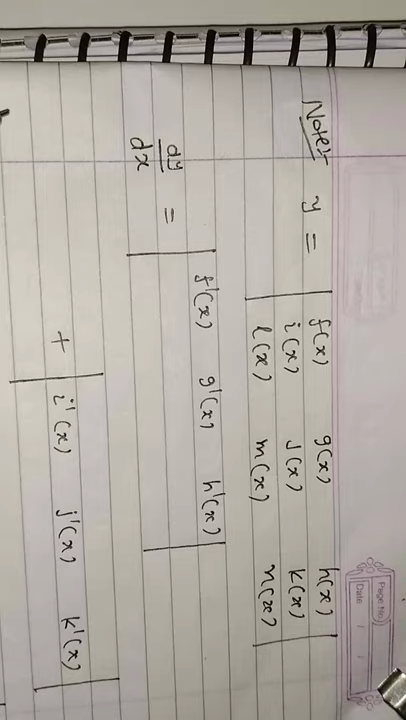 Page No.
Date / /
Note:- y = | f(x) g(x) h(x) |
| i(x) j(x) k(x) |
| l(x) m(x) n(x) |
dy/dx = | f'(x) g'(x) h'(x) |
+ | i'(x) j'(x) k'(x) |